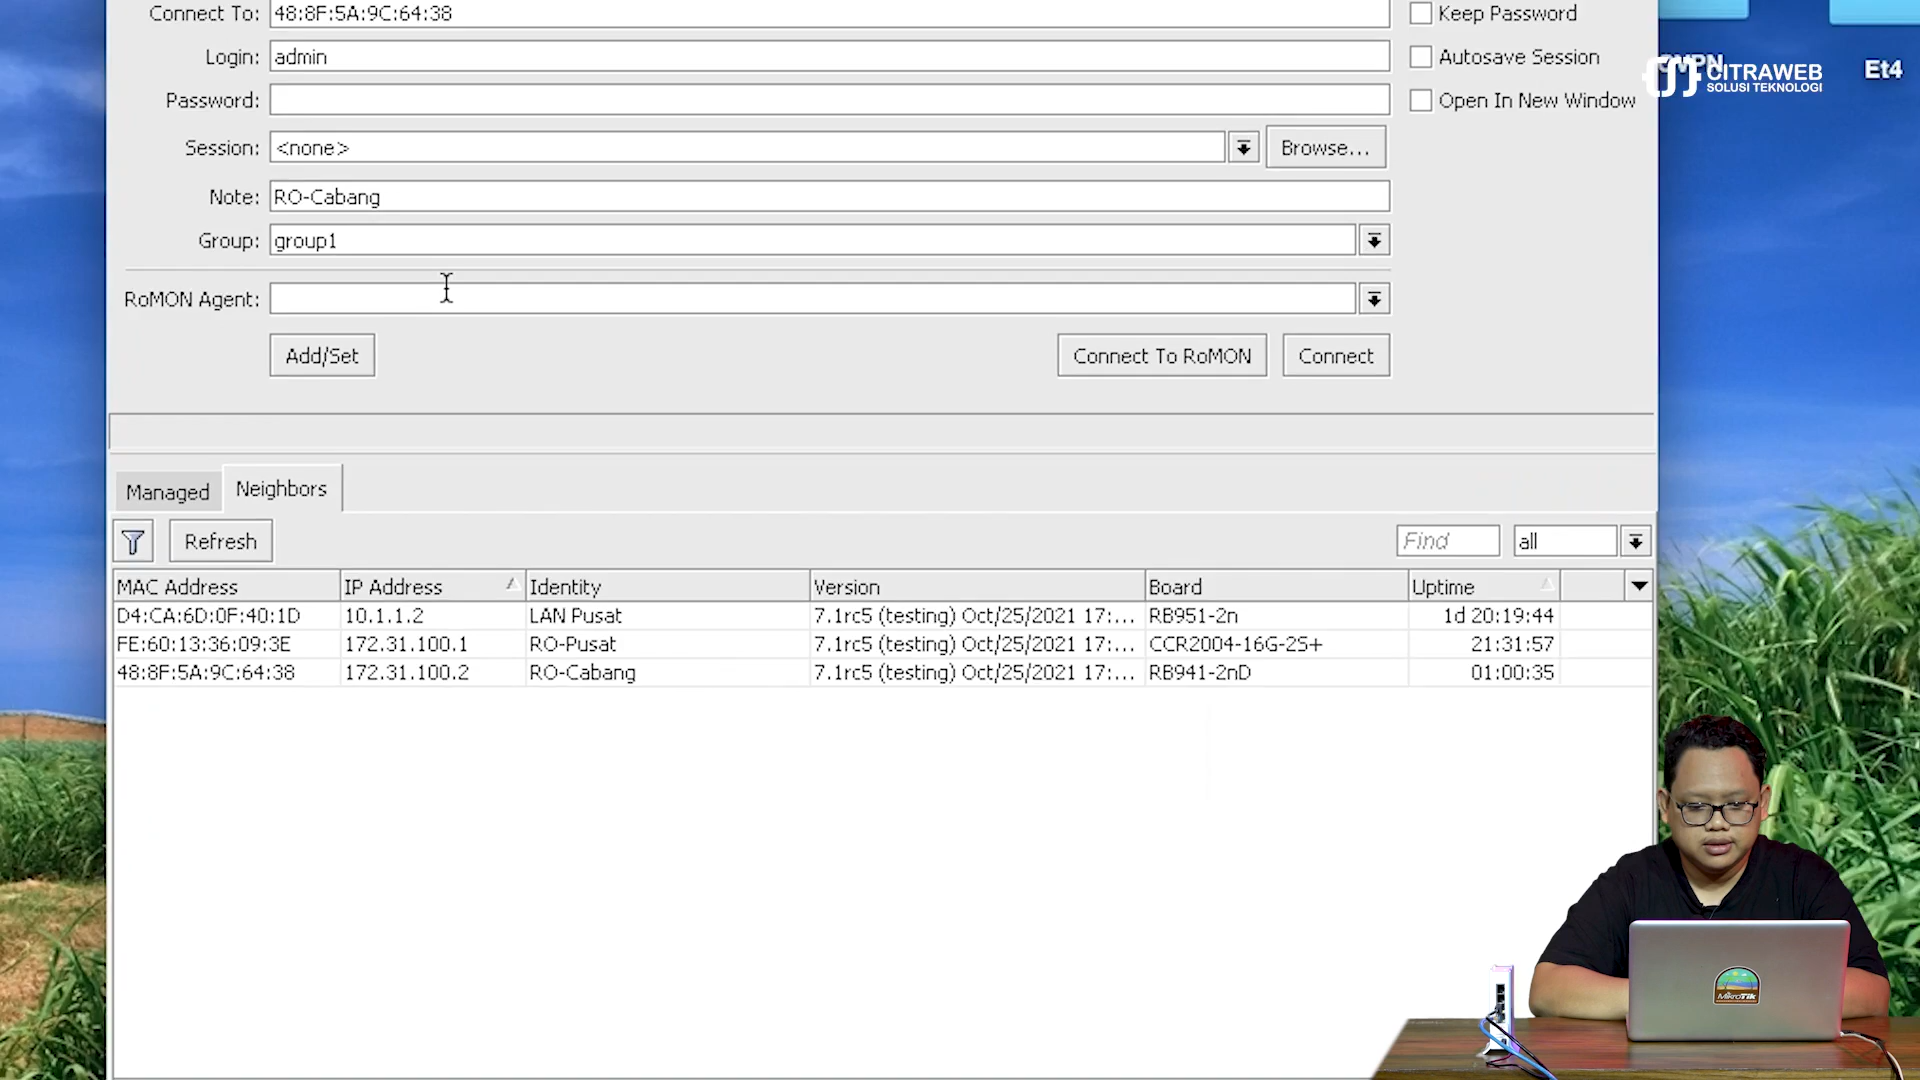 Connect To: 48:8F:5A:9C:64:38 Keep Password
Login: admin Autosave Session
Password: Open In New Window
Session: <none> Browse...
Note: RO-Cabang
Group: group1
RoMON Agent:
Add/Set Connect To RoMON Connect
CITRAWEB
SOLUSI TEKNOLOGI
Et4
Managed Neighbors
Refresh Find all
MAC Address IP Address Identity Version Board Uptime
D4:CA:6D:0F:40:1D 10.1.1.2 LAN Pusat 7.1rc5 (testing) Oct/25/2021 17:... RB951-2n 1d 20:19:44
FE:60:13:36:09:3E 172.31.100.1 RO-Pusat 7.1rc5 (testing) Oct/25/2021 17:... CCR2004-16G-2S+ 21:31:57
48:8F:5A:9C:64:38 172.31.100.2 RO-Cabang 7.1rc5 (testing) Oct/25/2021 17:... RB941-2nD 01:00:35
MikroTik